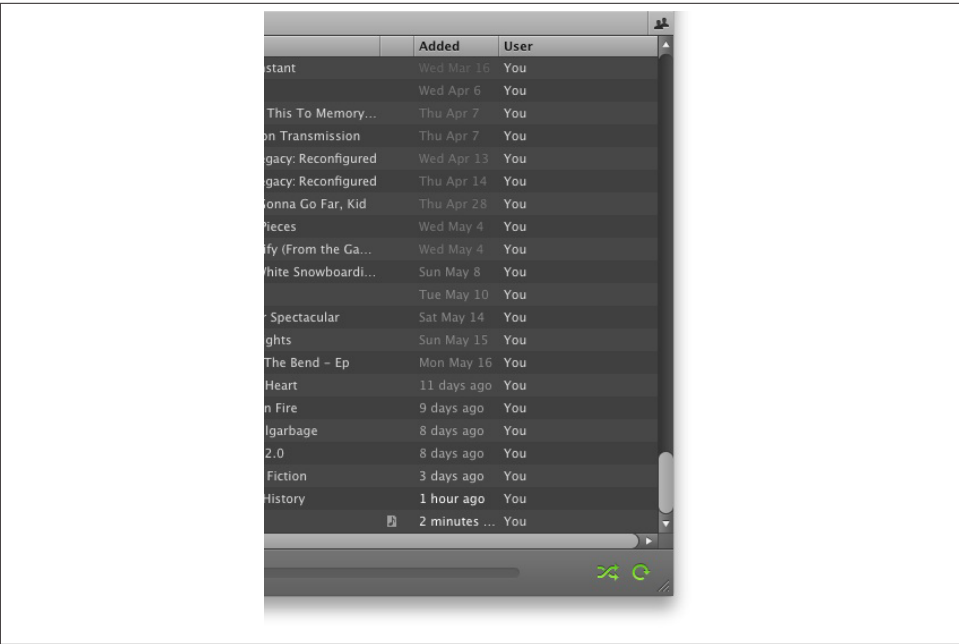 Added User
stant Wed Mar 16 You
Wed Apr 6 You
This To Memory... Thu Apr 7 You
on Transmission Thu Apr 7 You
egacy: Reconfigured Wed Apr 13 You
egacy: Reconfigured Thu Apr 14 You
Gonna Go Far, Kid Thu Apr 28 You
Pieces Wed May 4 You
ify (From the Ga... Wed May 4 You
White Snowboardi... Sun May 8 You
Tue May 10 You
r Spectacular Sat May 14 You
ghts Sun May 15 You
The Bend – Ep Mon May 16 You
Heart 11 days ago You
n Fire 9 days ago You
lgarbage 8 days ago You
2.0 8 days ago You
Fiction 3 days ago You
History 1 hour ago You
2 minutes ... You